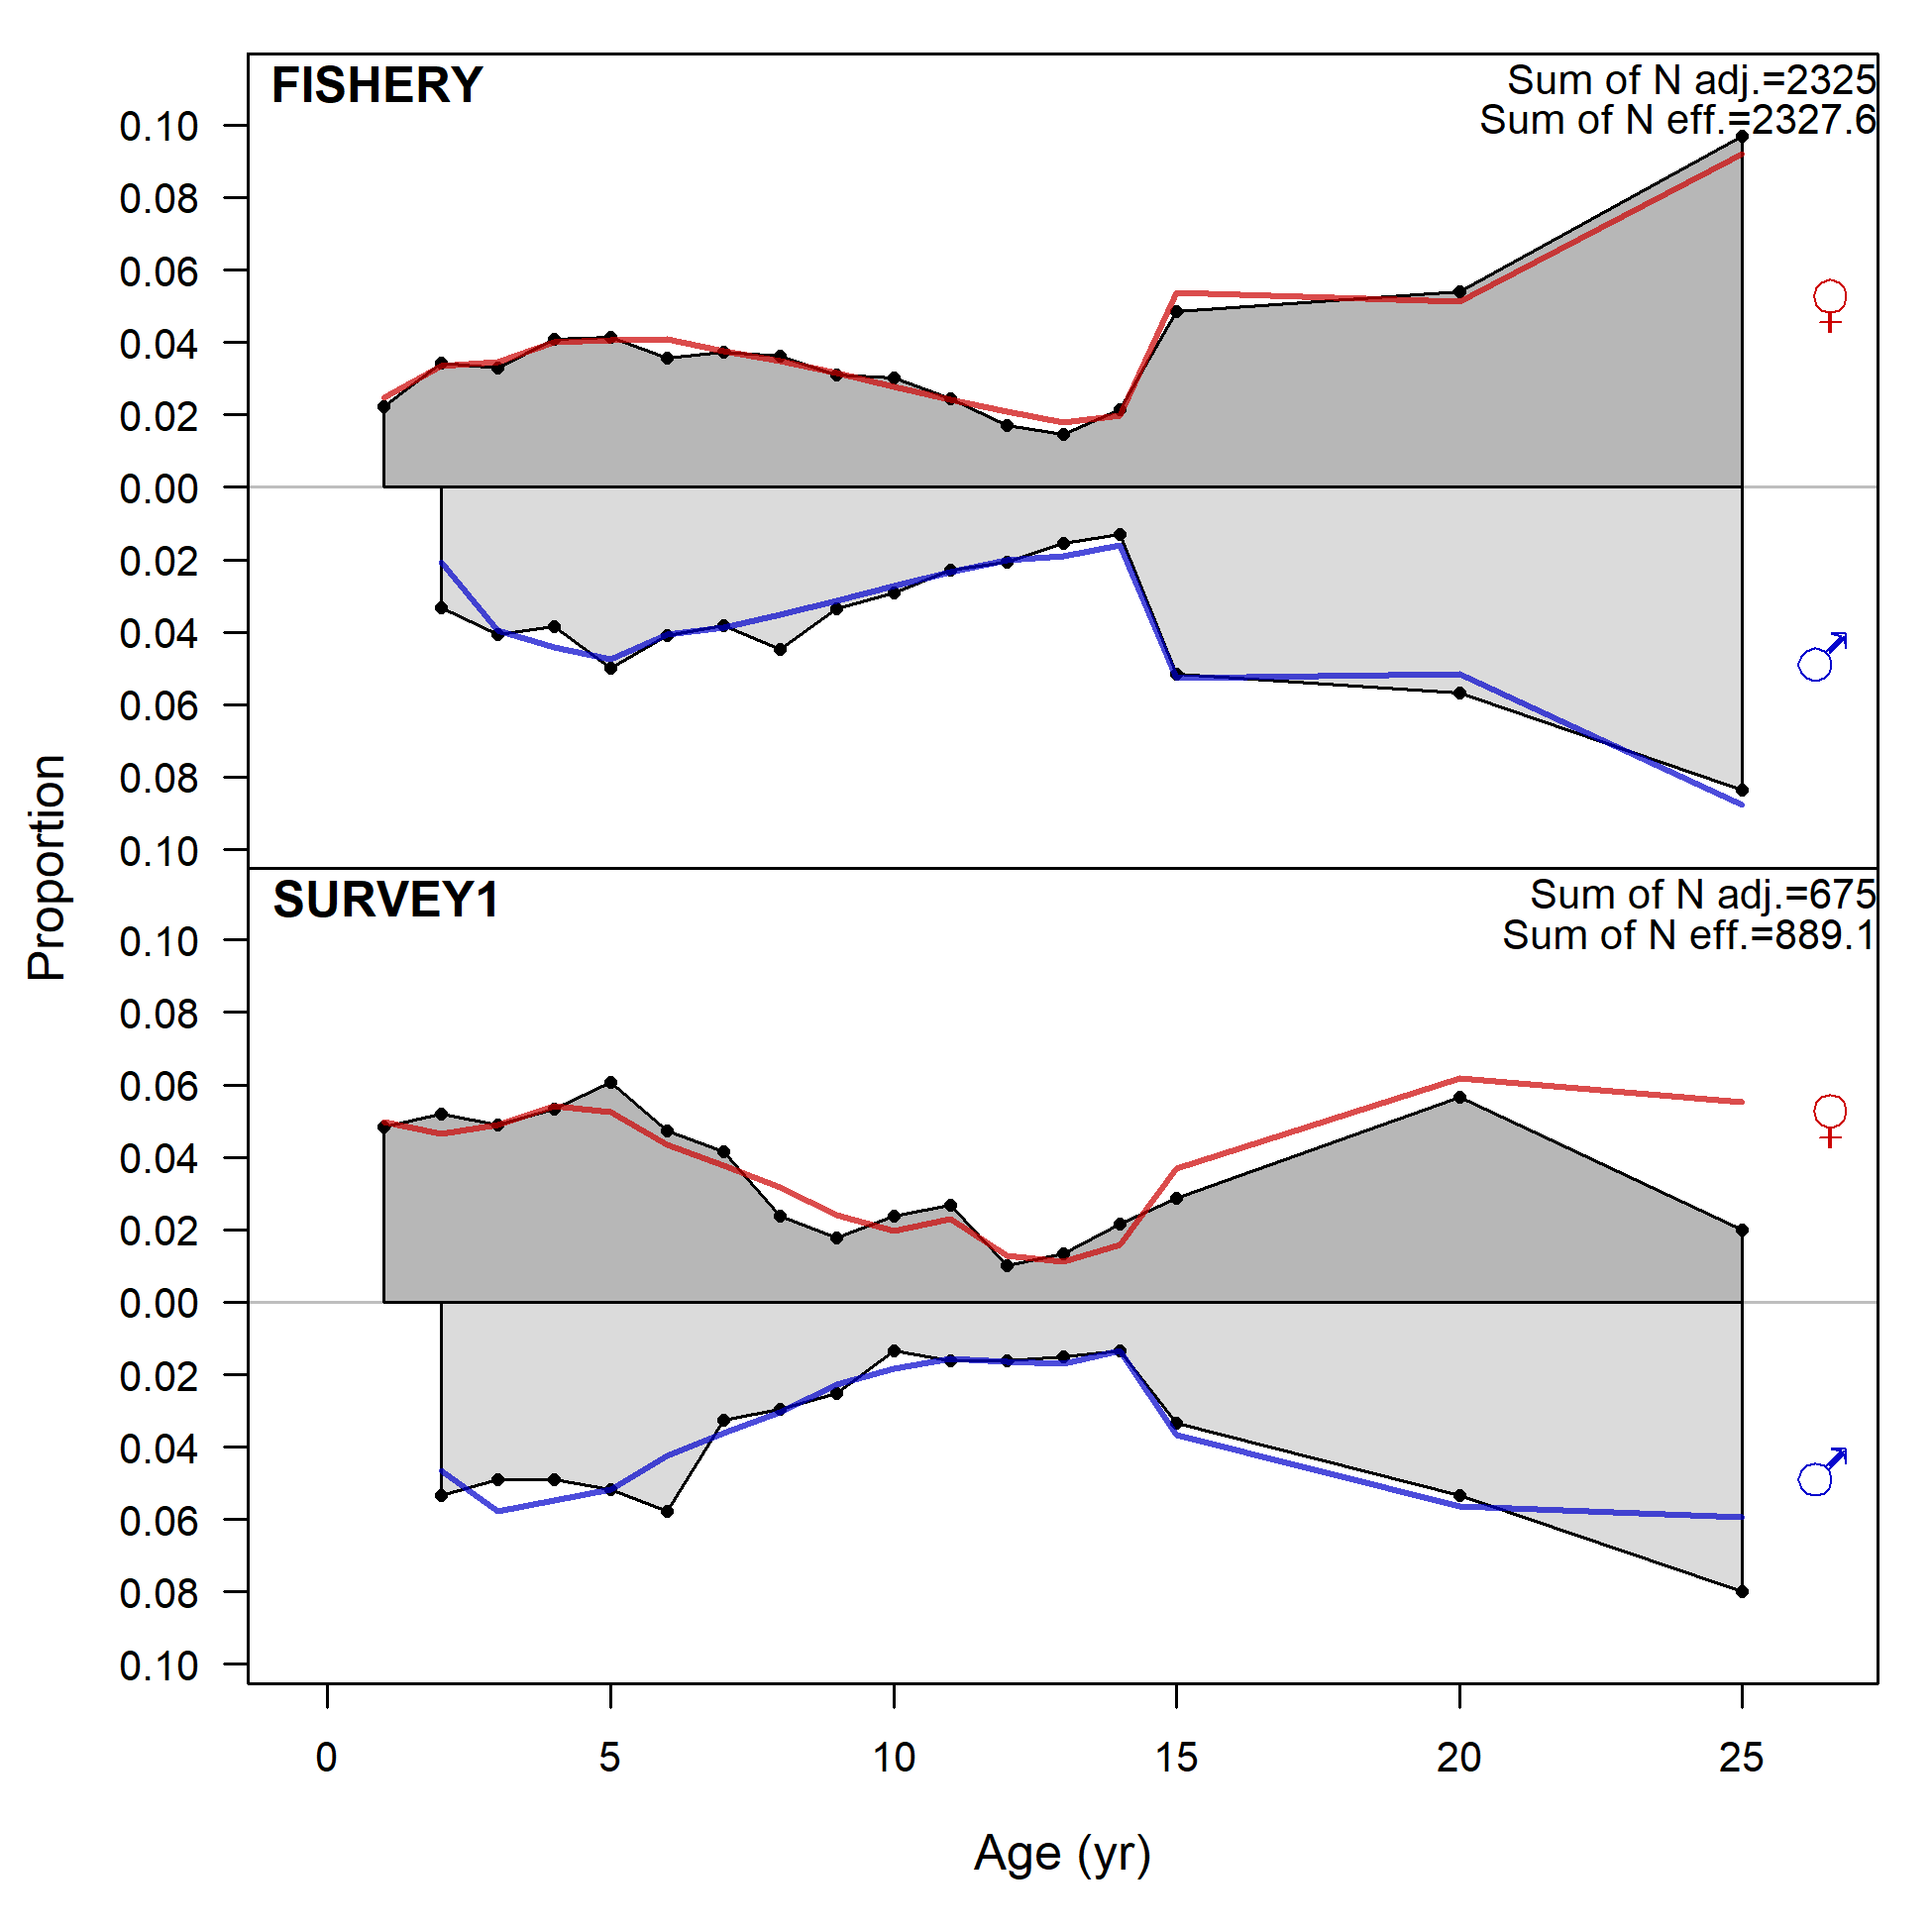 FISHERY
Sum of N adj.=2325
Sum of N eff.=2327.6
0.10
0.08
0.06
0.04
0.02
0.00
0.02
0.04
0.06
0.08
0.10
♀
♂
Proportion
SURVEY1
Sum of N adj.=675
Sum of N eff.=889.1
0.10
0.08
0.06
0.04
0.02
0.00
0.02
0.04
0.06
0.08
0.10
♀
♂
0 5 10 15 20 25
Age (yr)